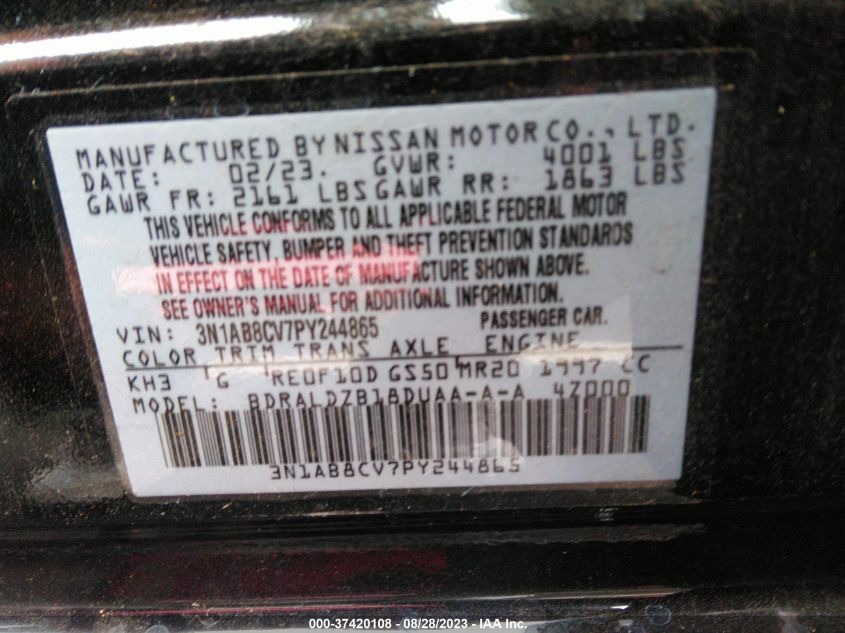 MANUFACTURED BY NISSAN MOTOR CO., LTD.
DATE: 02/23. GVWR: 4001 LBS
GAWR FR: 2161 LBS GAWR RR: 1863 LBS
THIS VEHICLE CONFORMS TO ALL APPLICABLE FEDERAL MOTOR
VEHICLE SAFETY, BUMPER AND THEFT PREVENTION STANDARDS
IN EFFECT ON THE DATE OF MANUFACTURE SHOWN ABOVE.
SEE OWNER'S MANUAL FOR ADDITIONAL INFORMATION.
VIN: 3N1AB8CV7PY244865 PASSENGER CAR.
COLOR TRIM TRANS AXLE ENGINE
KH3 G RE0F10D GS50 MR20 1997 CC
MODEL: BDRALDZB18DUAA-A-A 4Z000
3N1AB8CV7PY244865
000-37420108 - 08/28/2023 - IAA Inc.